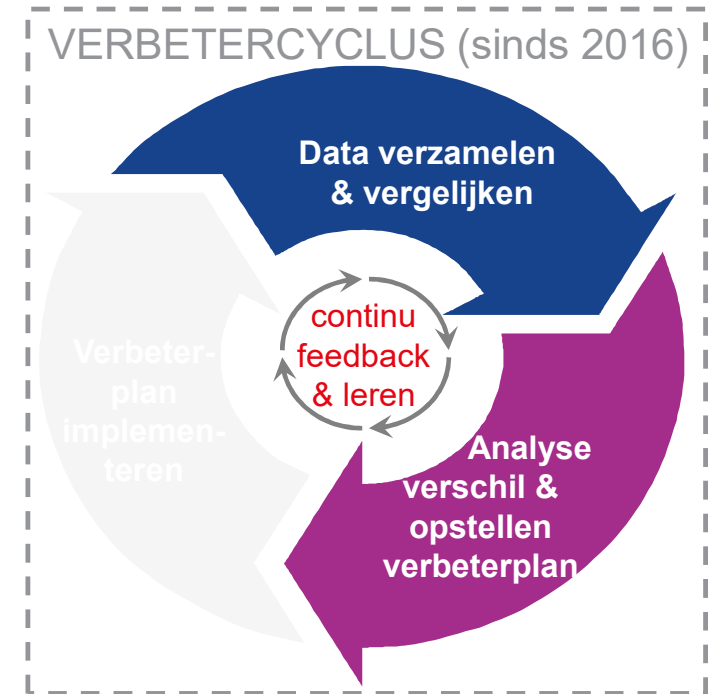 VERBETERCYCLUS (sinds 2016)
Data verzamelen
& vergelijken
continu
feedback
& leren
Verbeter-
plan
implemen-
teren
Analyse
verschil &
opstellen
verbeterplan